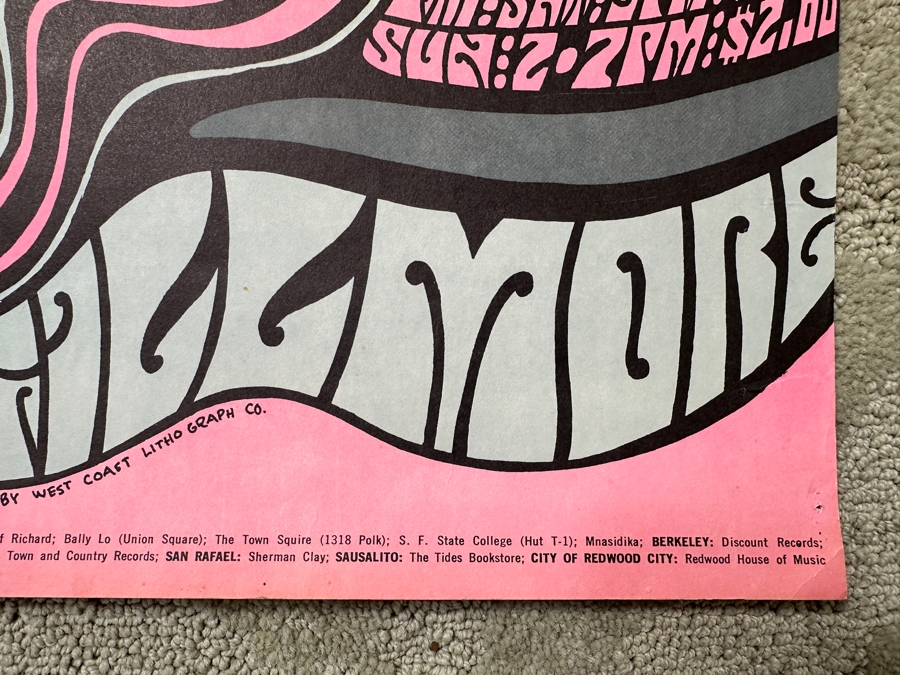 SUN: 2-7PM: $2.00
FILLMORE
BY WEST COAST LITHO GRAPH CO.
f Richard; Bally Lo (Union Square); The Town Squire (1318 Polk); S. F. State College (Hut T-1); Mnasidika; BERKELEY: Discount Records;
Town and Country Records; SAN RAFAEL: Sherman Clay; SAUSALITO: The Tides Bookstore; CITY OF REDWOOD CITY: Redwood House of Music